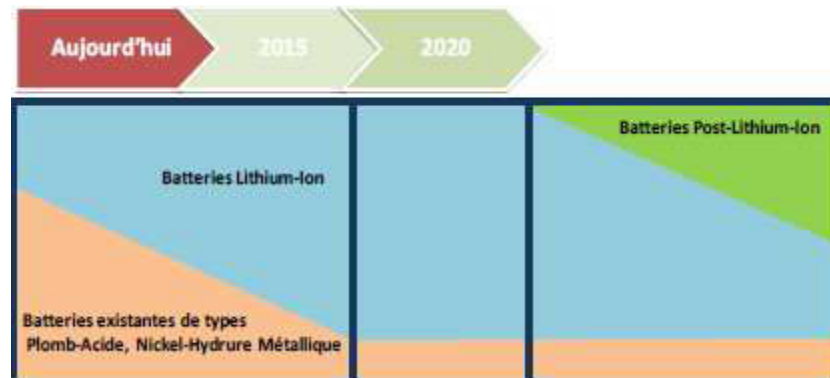 Aujourd'hui
2015
2020
Batteries Post-Lithium-Ion
Batteries Lithium-Ion
Batteries existantes de types
Plomb-Acide, Nickel-Hydrure Métallique